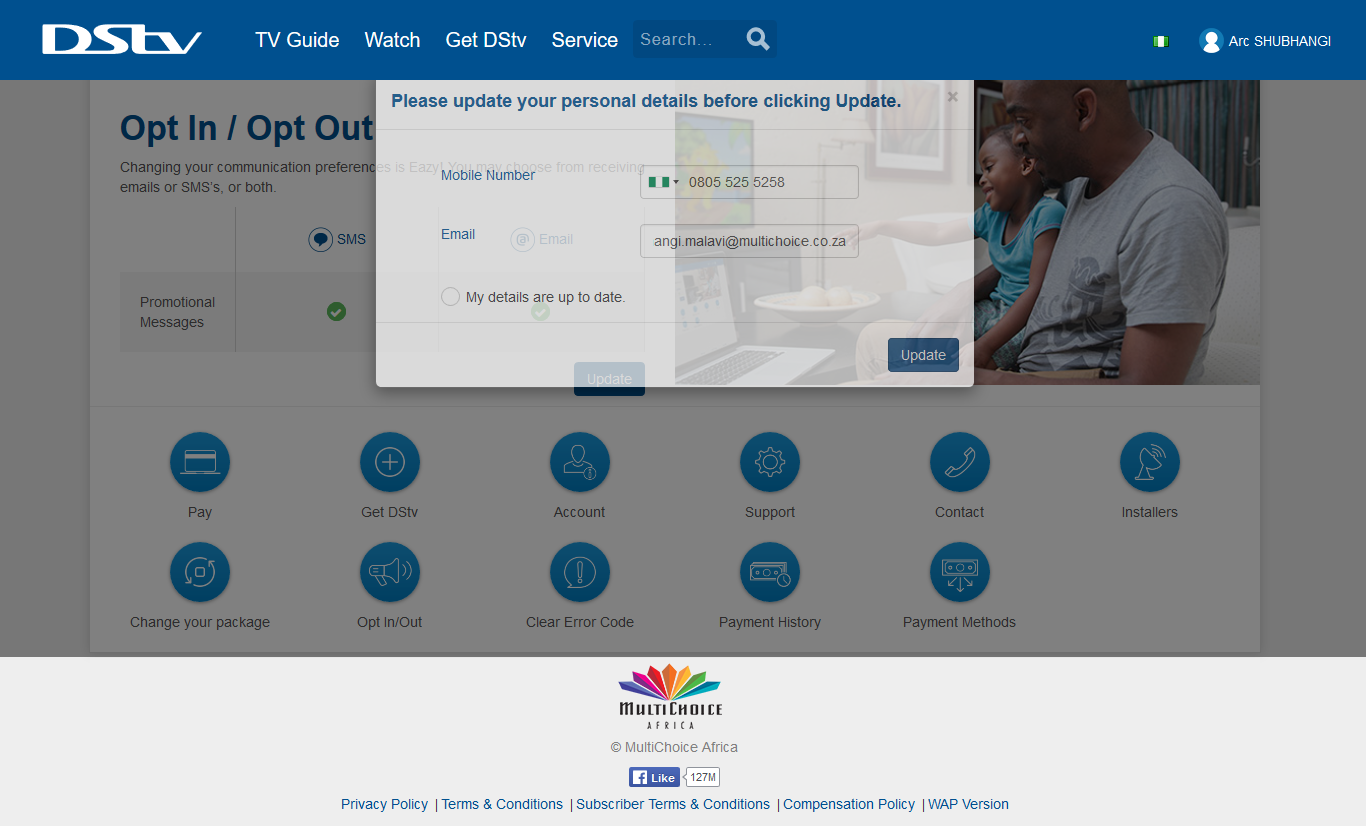 DStv
TV Guide
Watch
Get DStv
Service
Search...
Arc SHUBHANGI
Please update your personal details before clicking Update.
×
Opt In / Opt Out
Changing your communication preferences is Eazy! You may choose from receiving
emails or SMS's, or both.
Mobile Number
0805 525 5258
SMS
Email
@ Email
angi.malavi@multichoice.co.za
Promotional
Messages
My details are up to date.
Update
Update
Pay
Get DStv
Account
Support
Contact
Installers
Change your package
Opt In/Out
Clear Error Code
Payment History
Payment Methods
MULTICHOICE
AFRICA
© MultiChoice Africa
Like
127M
Privacy Policy | Terms & Conditions | Subscriber Terms & Conditions | Compensation Policy | WAP Version